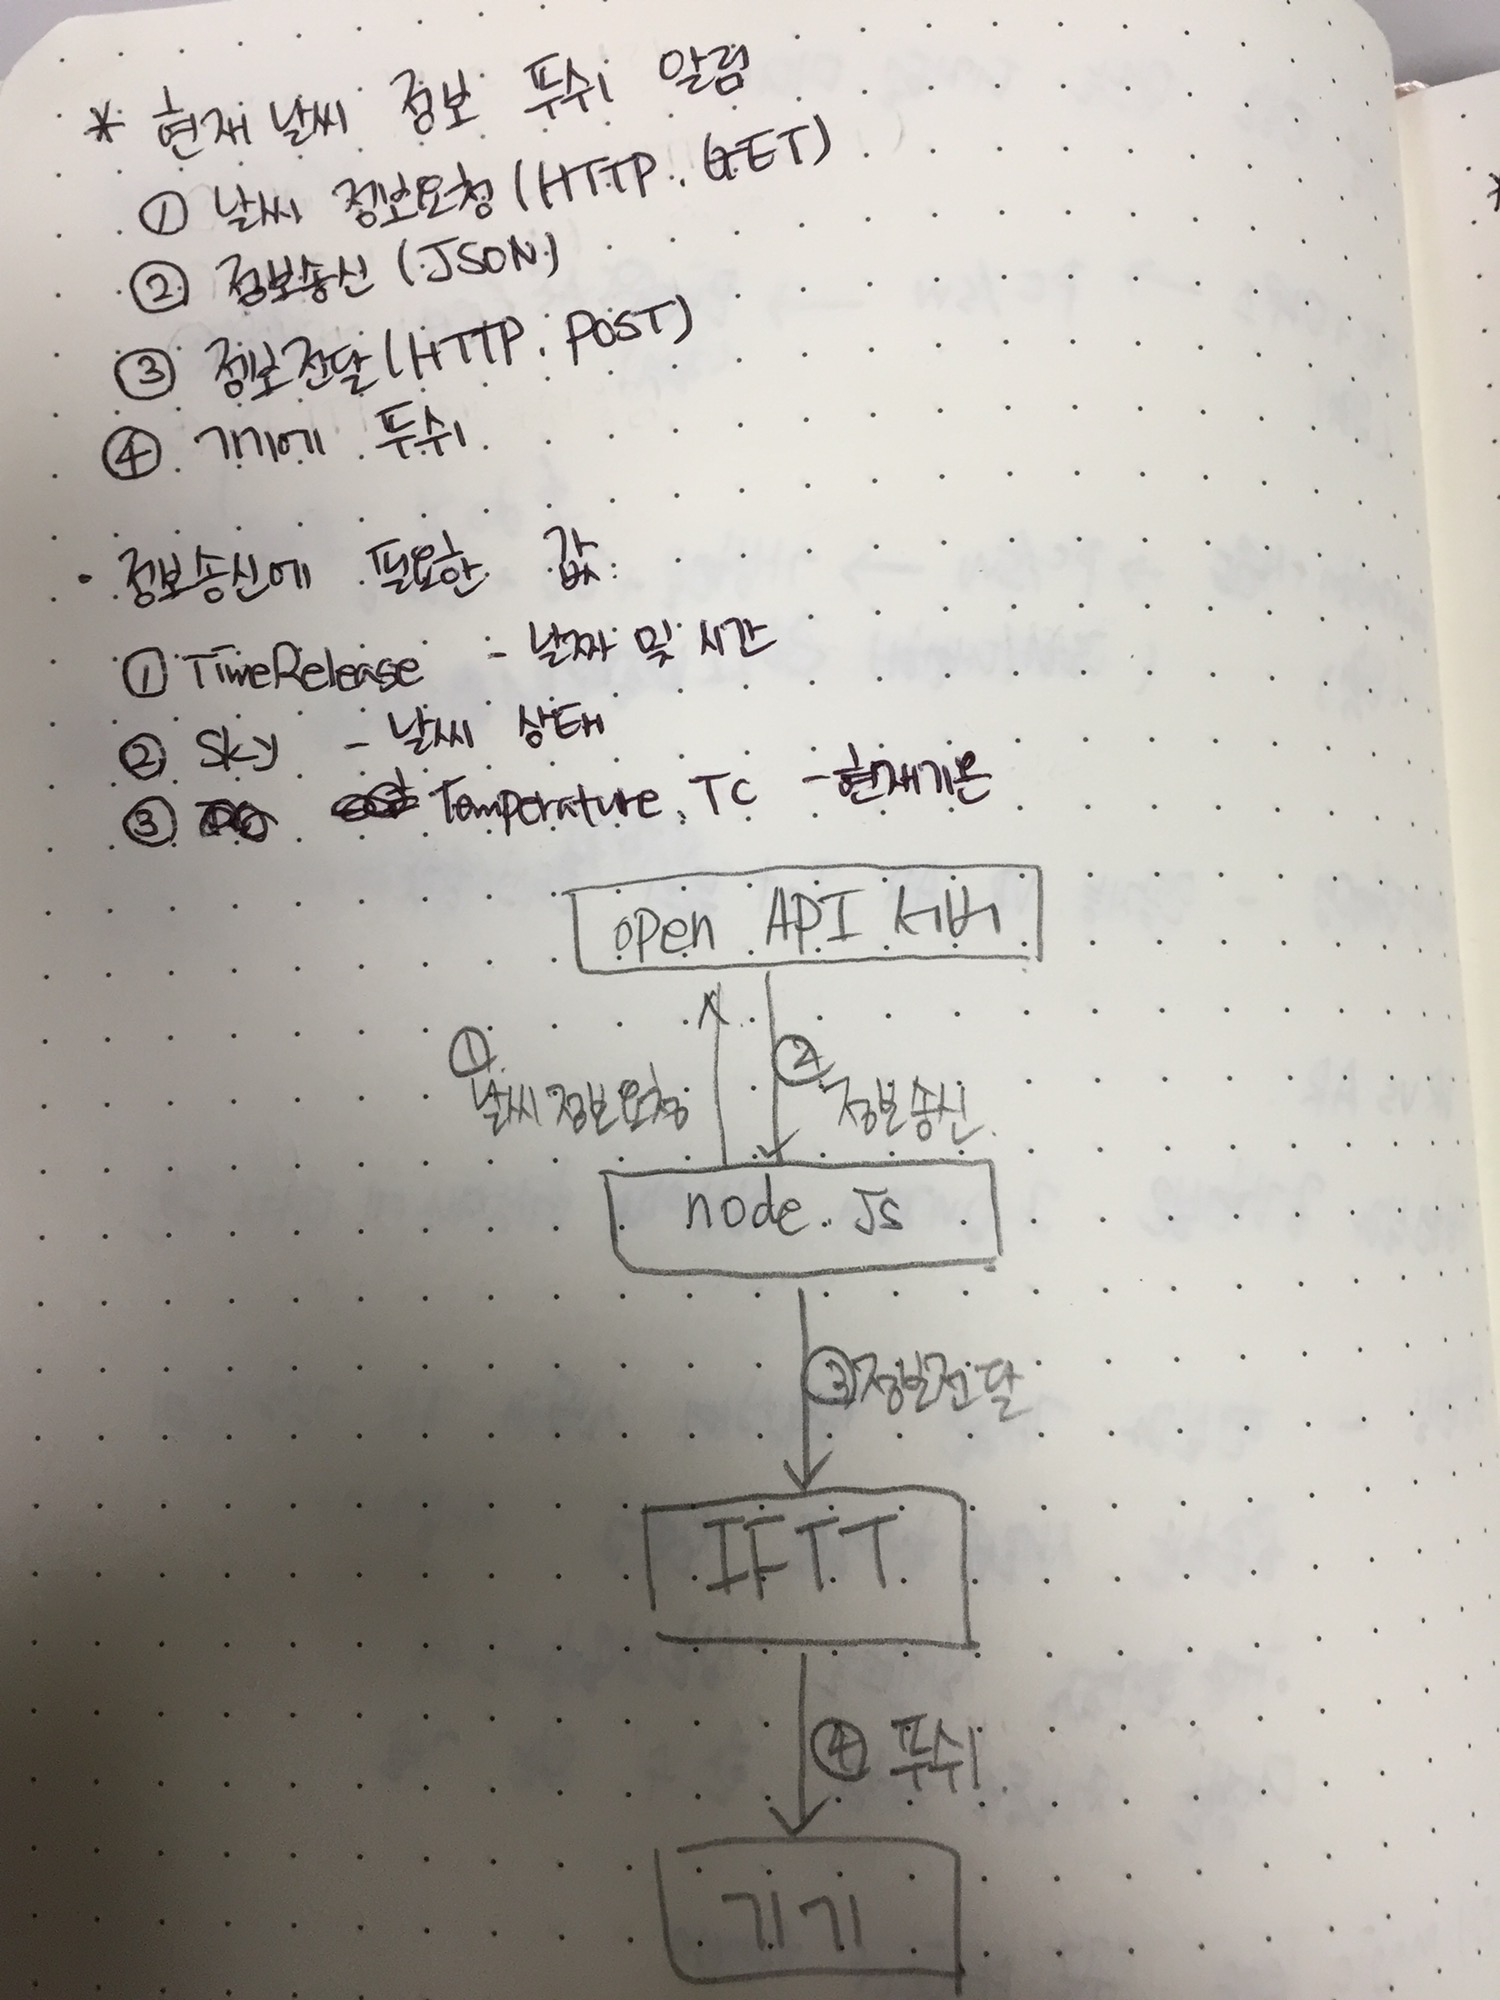 * 현재 날씨 정보 푸쉬 알림
① 날씨 정보요청 (HTTP. GET)
② 정보송신 (JSON)
③ 정보전달 (HTTP. POST)
④ 기기에 푸쉬
· 정보송신에 필요한 값
① TimeRelease - 날짜 및 시간
② Sky - 날씨 상태
③ Temperature, TC - 현재기온
open API 서버
① 날씨정보요청
② 정보송신
node.js
③ 정보전달
IFTT
④ 푸쉬
기기